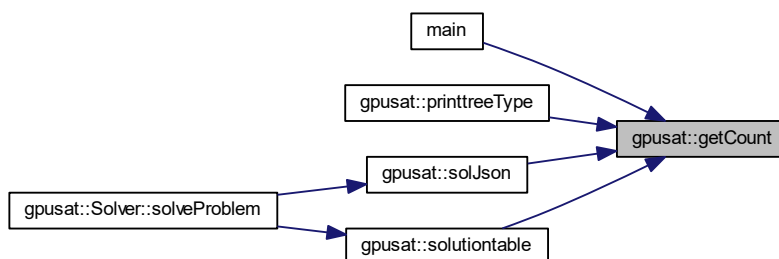 main
gpusat::printtreeType
gpusat::getCount
gpusat::solJson
gpusat::Solver::solveProblem
gpusat::solutiontable